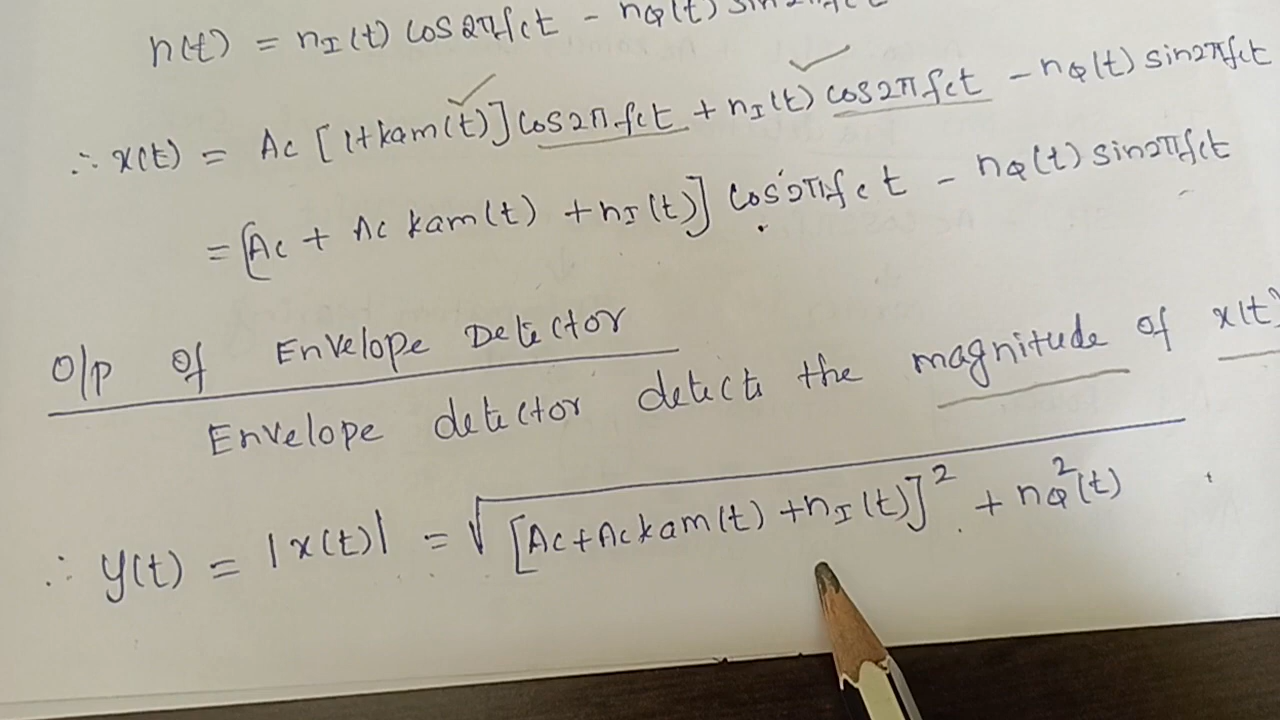 n(t) = nI(t) cos2πfct - nQ(t) sin2πfct
∴ x(t) = Ac [1+kam(t)] cos2πfct + nI(t) cos2πfct - nQ(t) sin2πfct
= [Ac + Ac kam(t) + nI(t)] cos2πfct - nQ(t) sin2πfct
O/p of Envelope Detector
Envelope detector detects the magnitude of x(t)
∴ y(t) = |x(t)| = √[Ac+Ackam(t) +nI(t)]² + nQ²(t)